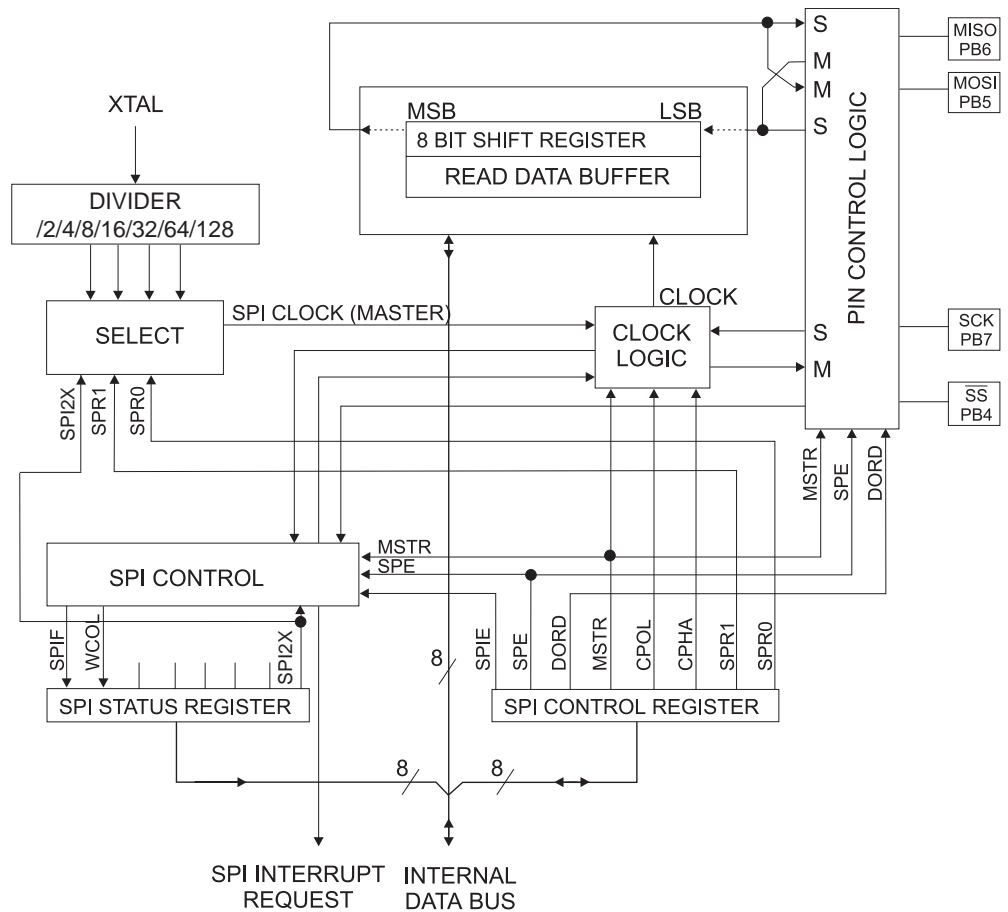 S
MISO
PB6
M
MOSI
PB5
M
S
MSB
LSB
8 BIT SHIFT REGISTER
READ DATA BUFFER
PIN CONTROL LOGIC
XTAL
DIVIDER
/2/4/8/16/32/64/128
SELECT
SPI CLOCK (MASTER)
CLOCK
CLOCK
LOGIC
S
M
SCK
PB7
SS
PB4
SPI2X
SPR1
SPR0
MSTR
SPE
DORD
SPI CONTROL
MSTR
SPE
SPIF
WCOL
SPI2X
8
SPIE
SPE
DORD
MSTR
CPOL
CPHA
SPR1
SPR0
SPI STATUS REGISTER
SPI CONTROL REGISTER
8
8
SPI INTERRUPT
REQUEST
INTERNAL
DATA BUS